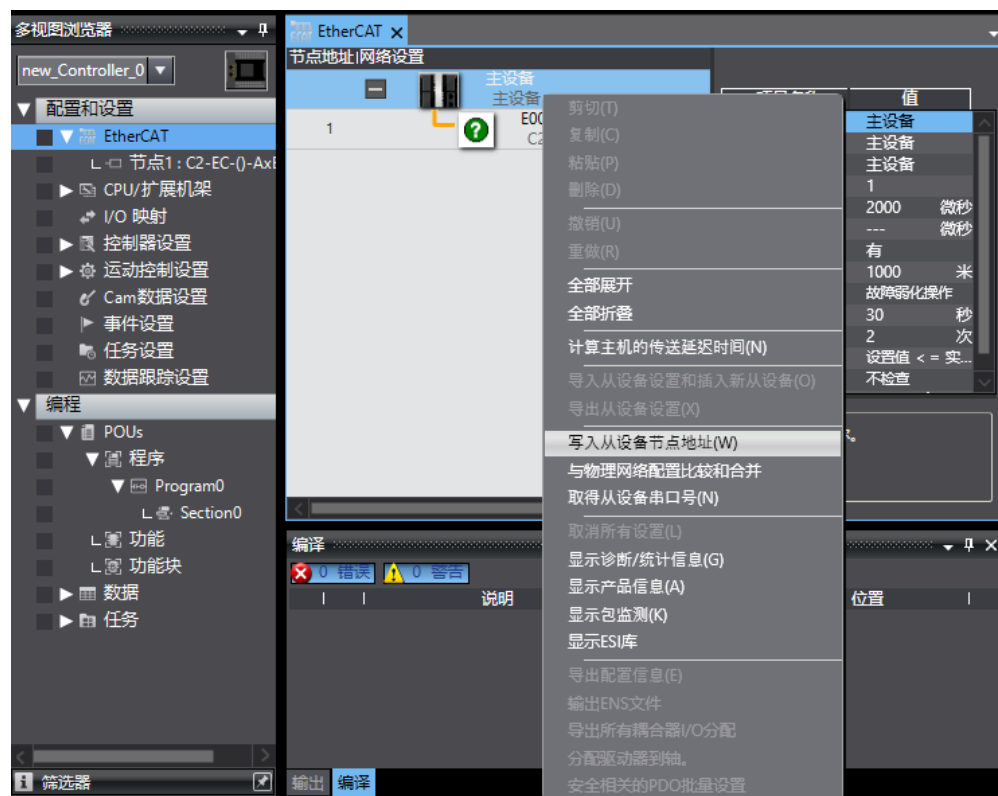 多视图浏览器
new_Controller_0
配置和设置
EtherCAT
节点1 : C2-EC-()-AxE
CPU/扩展机架
I/O 映射
控制器设置
运动控制设置
Cam数据设置
事件设置
任务设置
数据跟踪设置
编程
POUs
程序
Program0
Section0
功能
功能块
数据
任务
筛选器
EtherCAT
节点地址|网络设置
主设备
主设备
1
E00
C2
剪切(T)
复制(C)
粘贴(P)
删除(D)
撤销(U)
重做(R)
全部展开
全部折叠
计算主机的传送延迟时间(N)
导入从设备设置和插入新从设备(O)
导出从设备设置(X)
写入从设备节点地址(W)
与物理网络配置比较和合并
取得从设备串口号(N)
取消所有设置(L)
显示诊断/统计信息(G)
显示产品信息(A)
显示包监测(K)
显示ESI库
导出配置信息(E)
输出ENS文件
导出所有耦合器I/O分配
分配驱动器到轴。
安全相关的PDO批量设置
值
主设备
主设备
主设备
1
2000 微秒
--- 微秒
有
1000 米
故障弱化操作
30 秒
2 次
设置值 < = 实...
不检查
编译
0 错误 0 警告
说明 位置
输出 编译